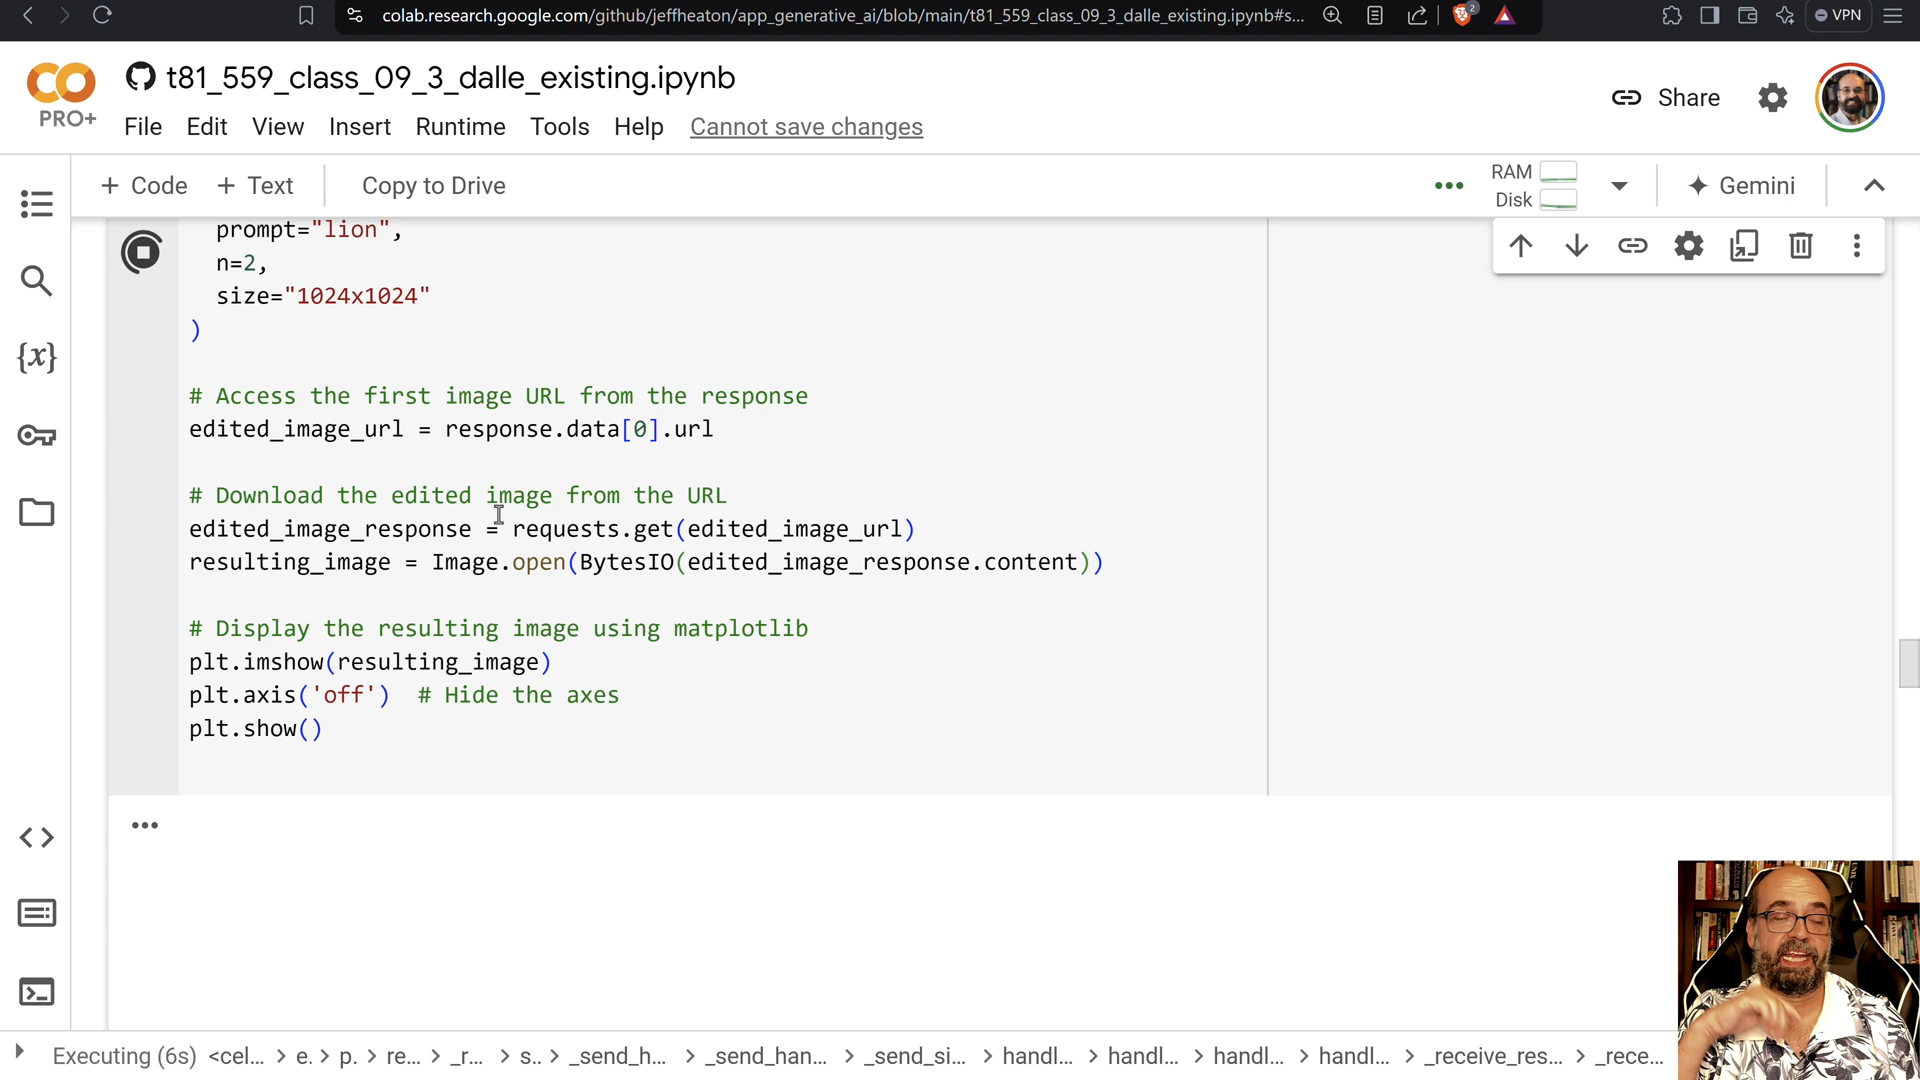 colab.research.google.com/github/jeffheaton/app_generative_ai/blob/main/t81_559_class_09_3_dalle_existing.ipynb#s...
2
VPN
PRO+
t81_559_class_09_3_dalle_existing.ipynb
Share
File Edit View Insert Runtime Tools Help Cannot save changes
+ Code + Text Copy to Drive
RAM
Disk
Gemini
prompt="lion",
n=2,
size="1024x1024"
)
# Access the first image URL from the response
edited_image_url = response.data[0].url
# Download the edited image from the URL
edited_image_response = requests.get(edited_image_url)
resulting_image = Image.open(BytesIO(edited_image_response.content))
# Display the resulting image using matplotlib
plt.imshow(resulting_image)
plt.axis('off')  # Hide the axes
plt.show()
Executing (6s) <cel... > e. > p. > re... > _r... > s.. > _send_h... > _send_han... > _send_si... > handl... > handl... > handl... > handl... > _receive_res... > _rece...